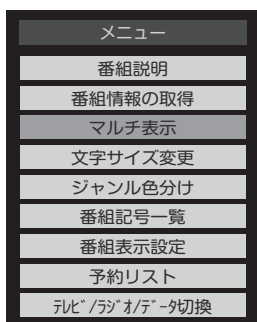 メニュー
番組説明
番組情報の取得
マルチ表示
文字サイズ変更
ジャンル色分け
番組記号一覧
番組表示設定
予約リスト
ﾃﾚﾋﾞ/ﾗｼﾞｵ/ﾃﾞｰﾀ切換